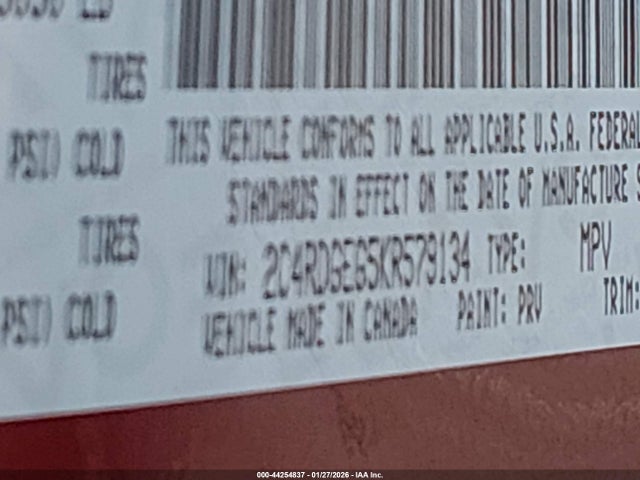 LB
TIRES
PSI) COLD
TIRES
PSI) COLD
THIS VEHICLE CONFORMS TO ALL APPLICABLE U.S.A. FEDERAL
STANDARDS IN EFFECT ON THE DATE OF MANUFACTURE S
VIN: 2C4RDGEG5KR579134 TYPE: MPV
VEHICLE MADE IN CANADA PAINT: PRV TRIM:
000-44254837 - 01/27/2026 - IAA Inc.